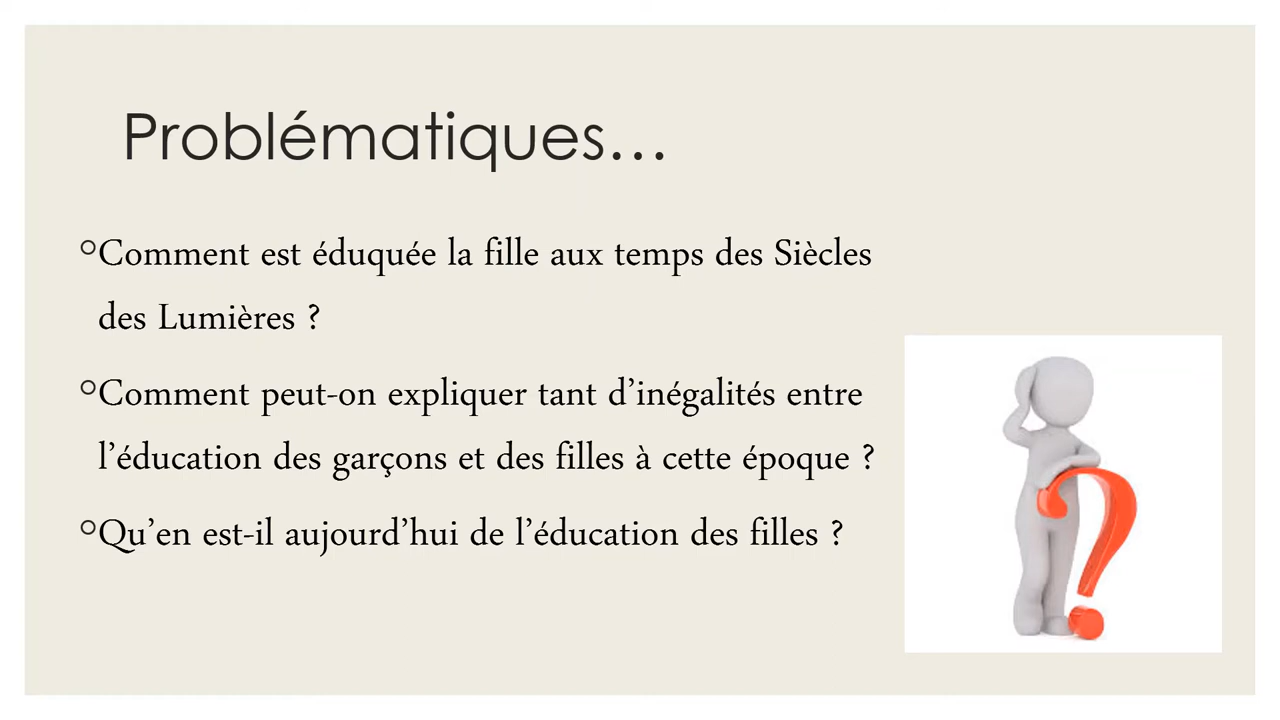 Problématiques…
°Comment est éduquée la fille aux temps des Siècles
des Lumières ?
°Comment peut-on expliquer tant d’inégalités entre
l’éducation des garçons et des filles à cette époque ?
°Qu’en est-il aujourd’hui de l’éducation des filles ?